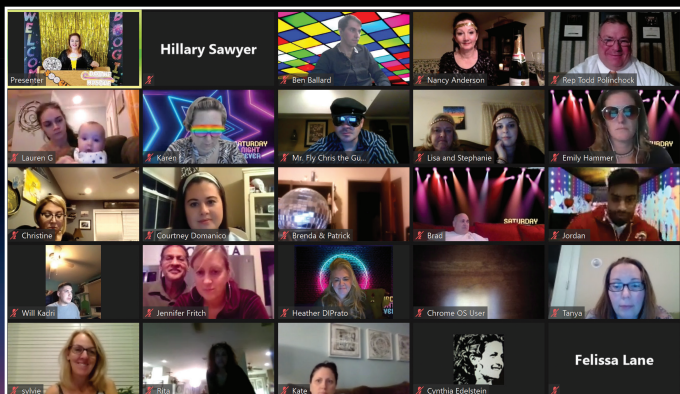 WELCOME
BINGO!
Presenter
Hillary Sawyer
Ben Ballard
Nancy Anderson
Rep Todd Polinchock
Lauren G
Karen
SATURDAY
NIGHT
FEVER
Mr. Fly Chris the Gu...
Lisa and Stephanie
Emily Hammer
Christine
Courtney Domanico
Brenda & Patrick
SATURDAY
Brad
Jordan
Will Kadri
Jennifer Fritch
Heather DIPrato
Chrome OS User
Tanya
sylvie
Rita
Kate
Cynthia Edelstein
Felissa Lane